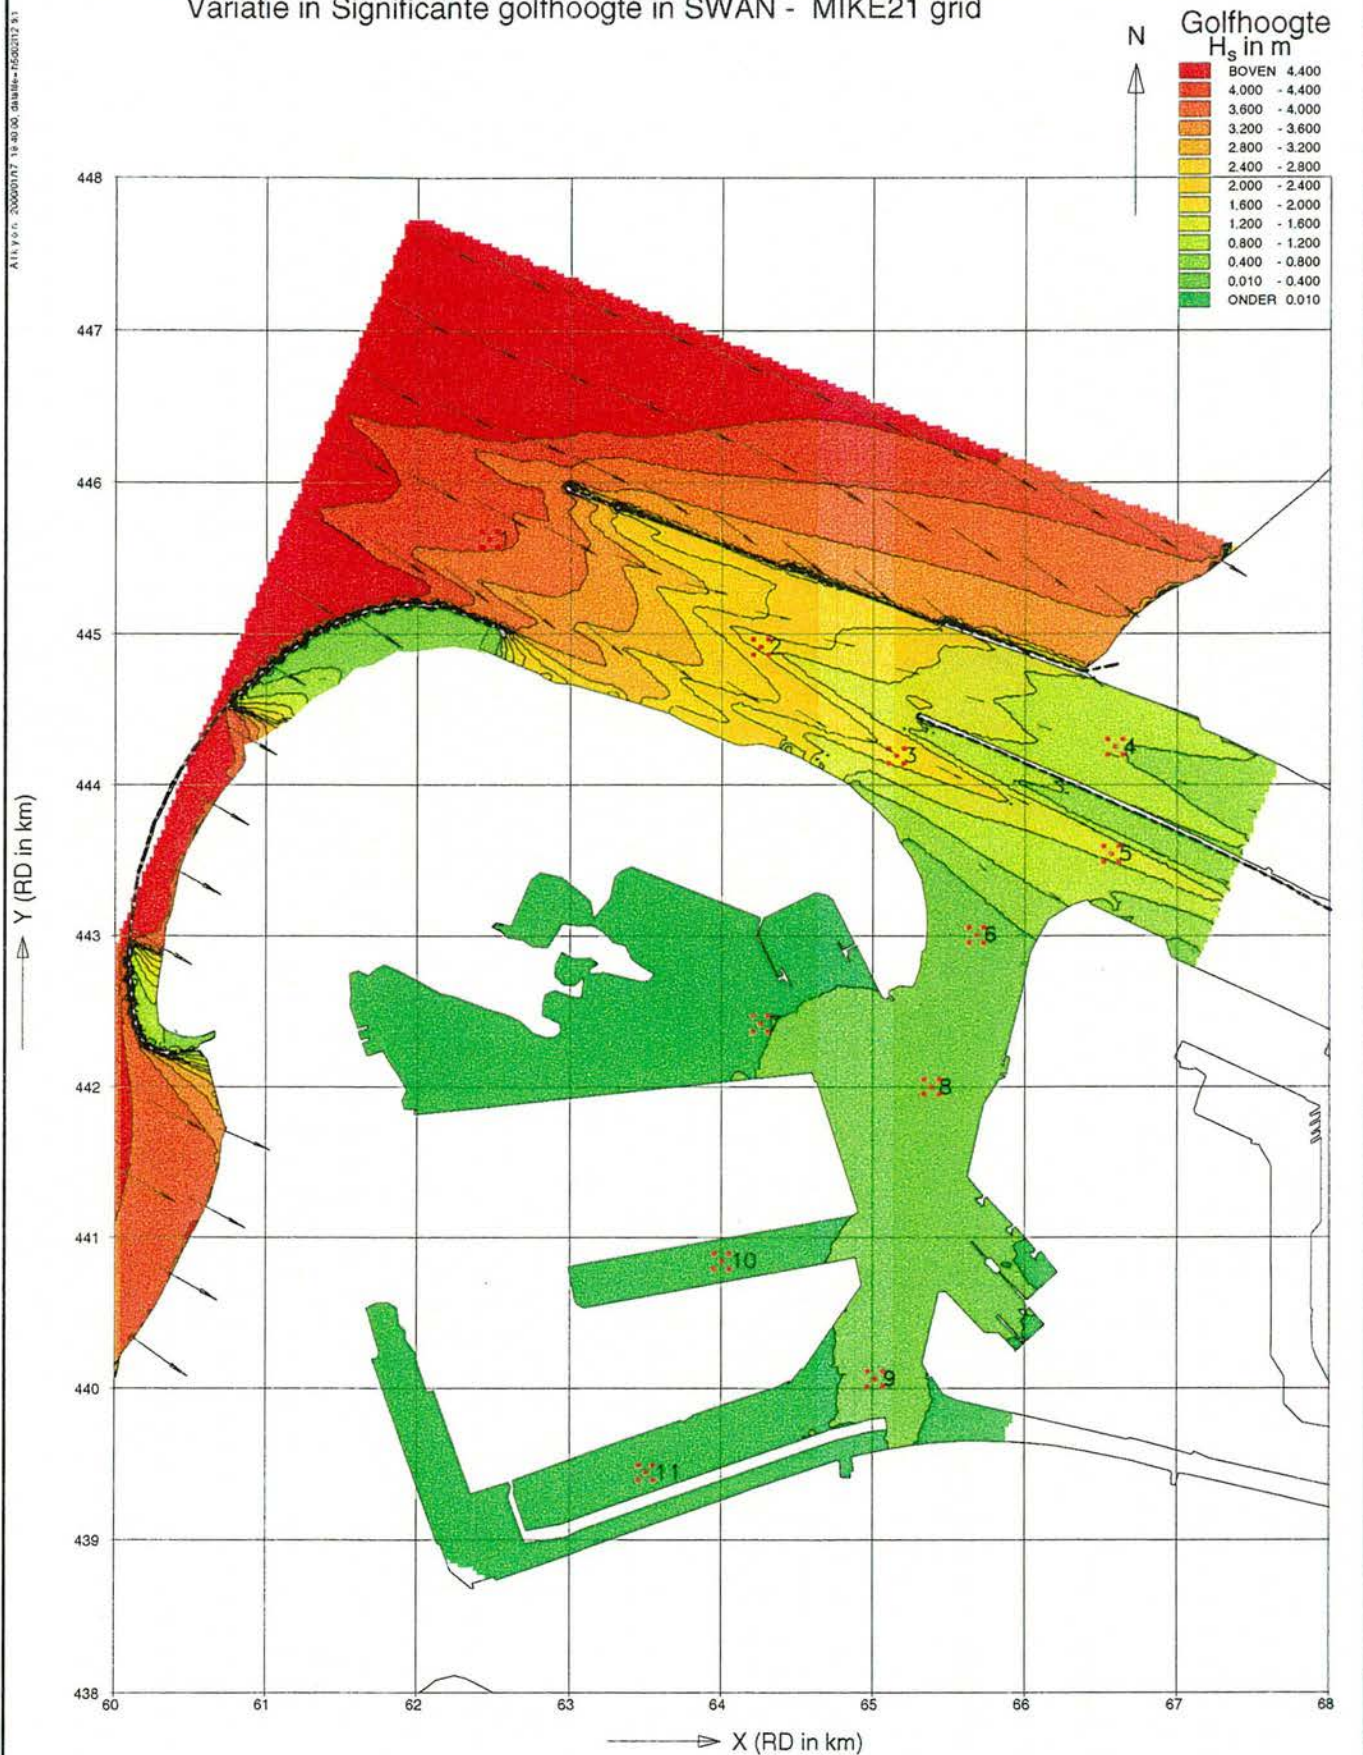 Variatie in Significante golfhoogte in SWAN - MIKE21 grid
N
Golfhoogte
Hs in m
BOVEN 4.400
4.000 - 4.400
3.600 - 4.000
3.200 - 3.600
2.800 - 3.200
2.400 - 2.800
2.000 - 2.400
1.600 - 2.000
1.200 - 1.600
0.800 - 1.200
0.400 - 0.800
0.010 - 0.400
ONDER 0.010
448
447
446
445
444
443
442
441
440
439
438
Y (RD in km)
3
4
5
6
8
10
9
11
60 61 62 63 64 65 66 67 68
X (RD in km)